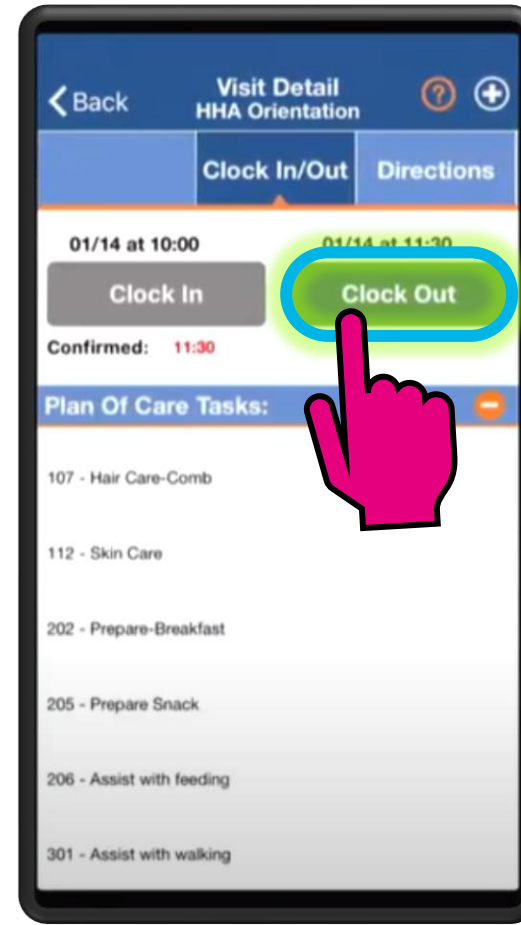 Back
Visit Detail
HHA Orientation
?
Clock In/Out
Directions
01/14 at 10:00
01/14 at 11:30
Clock In
Clock Out
Confirmed: 11:30
Plan Of Care Tasks:
107 - Hair Care-Comb
112 - Skin Care
202 - Prepare-Breakfast
205 - Prepare Snack
206 - Assist with feeding
301 - Assist with walking